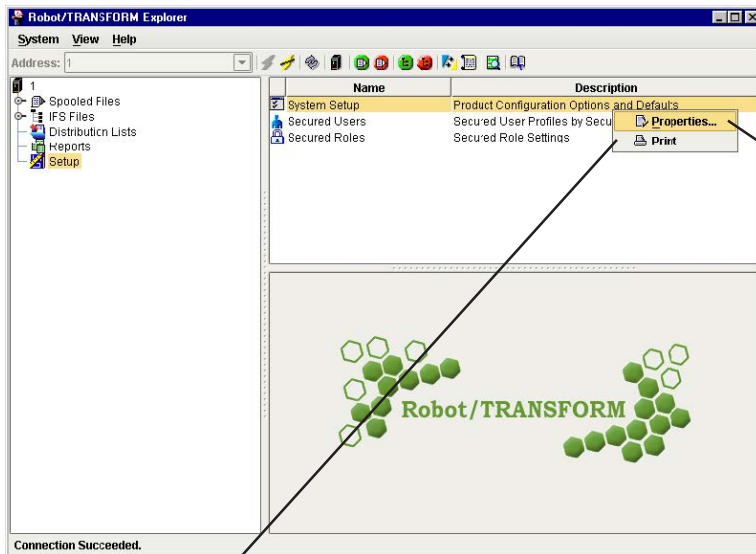 Robot/TRANSFORM Explorer
System View Help
Address: 1
1
Spooled Files
IFS Files
Distribution Lists
Reports
Setup
Name Description
System Setup Product Configuration Options and Defaults
Secured Users Secured User Profiles by Secu
Secured Roles Secured Role Settings
Properties...
Print
Robot/TRANSFORM
Connection Succeeded.